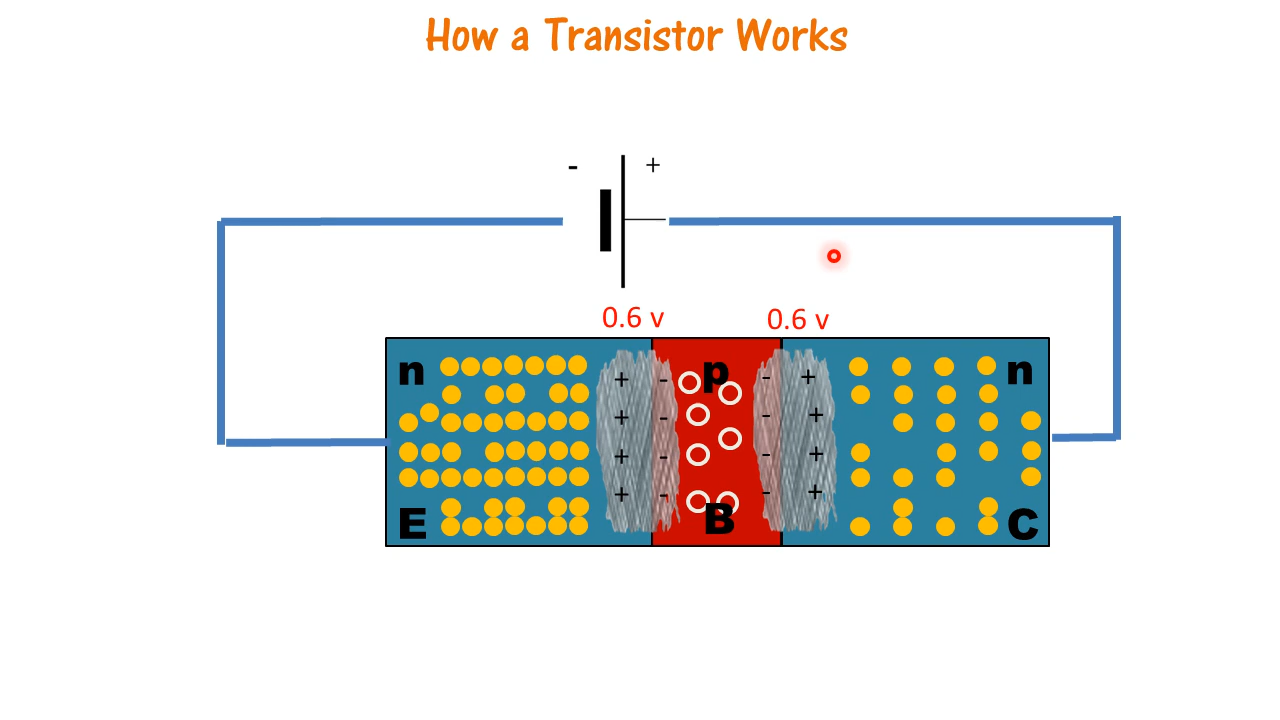 How a Transistor Works
- +
0.6 v 0.6 v
n p n
+ - - +
+ - - +
+ - - +
+ - - +
E B C